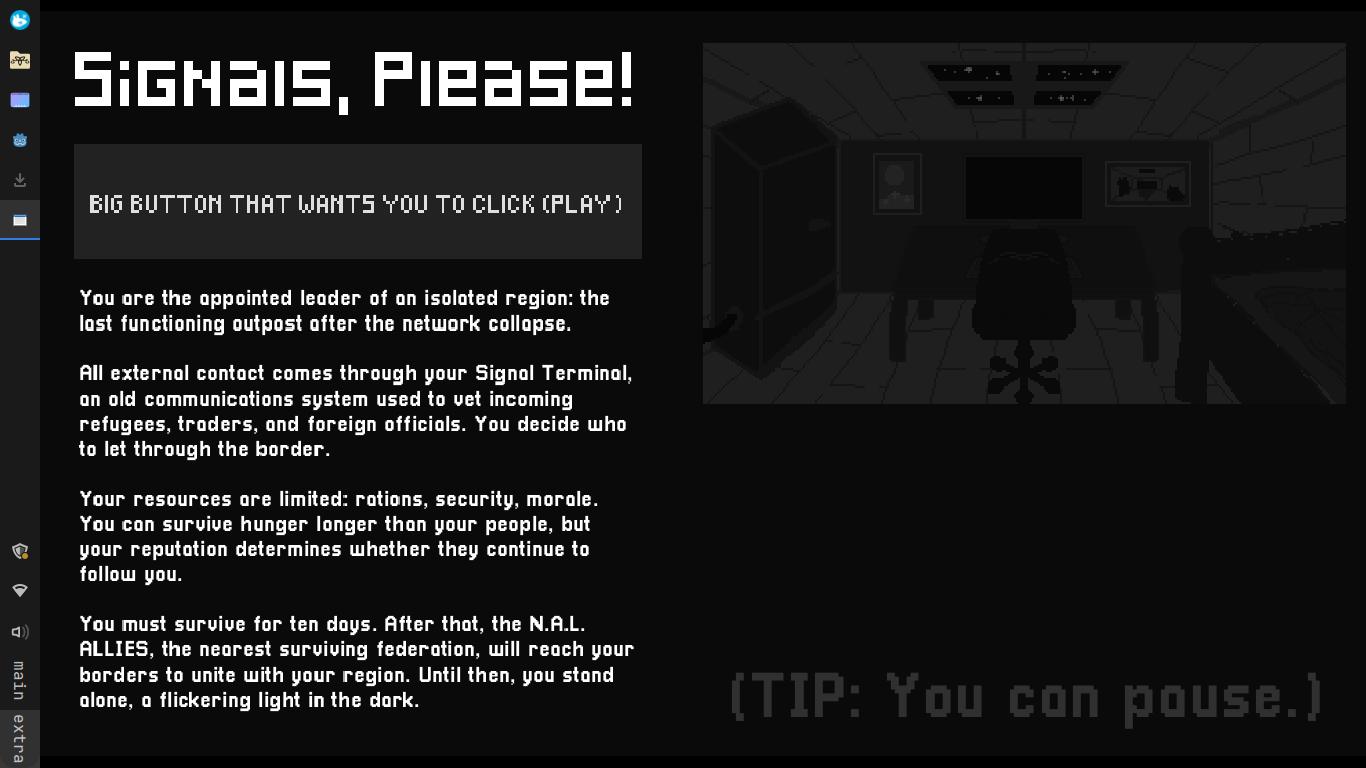 Signals, Please!
BIG BUTTON THAT WANTS YOU TO CLICK (PLAY)
You are the appointed leader of an isolated region: the
last functioning outpost after the network collapse.
All external contact comes through your Signal Terminal,
an old communications system used to vet incoming
refugees, traders, and foreign officials. You decide who
to let through the border.
Your resources are limited: rations, security, morale.
You can survive hunger longer than your people, but
your reputation determines whether they continue to
follow you.
You must survive for ten days. After that, the N.A.L.
ALLIES, the nearest surviving federation, will reach your
borders to unite with your region. Until then, you stand
alone, a flickering light in the dark.
(TIP: You can pause.)
main
extra